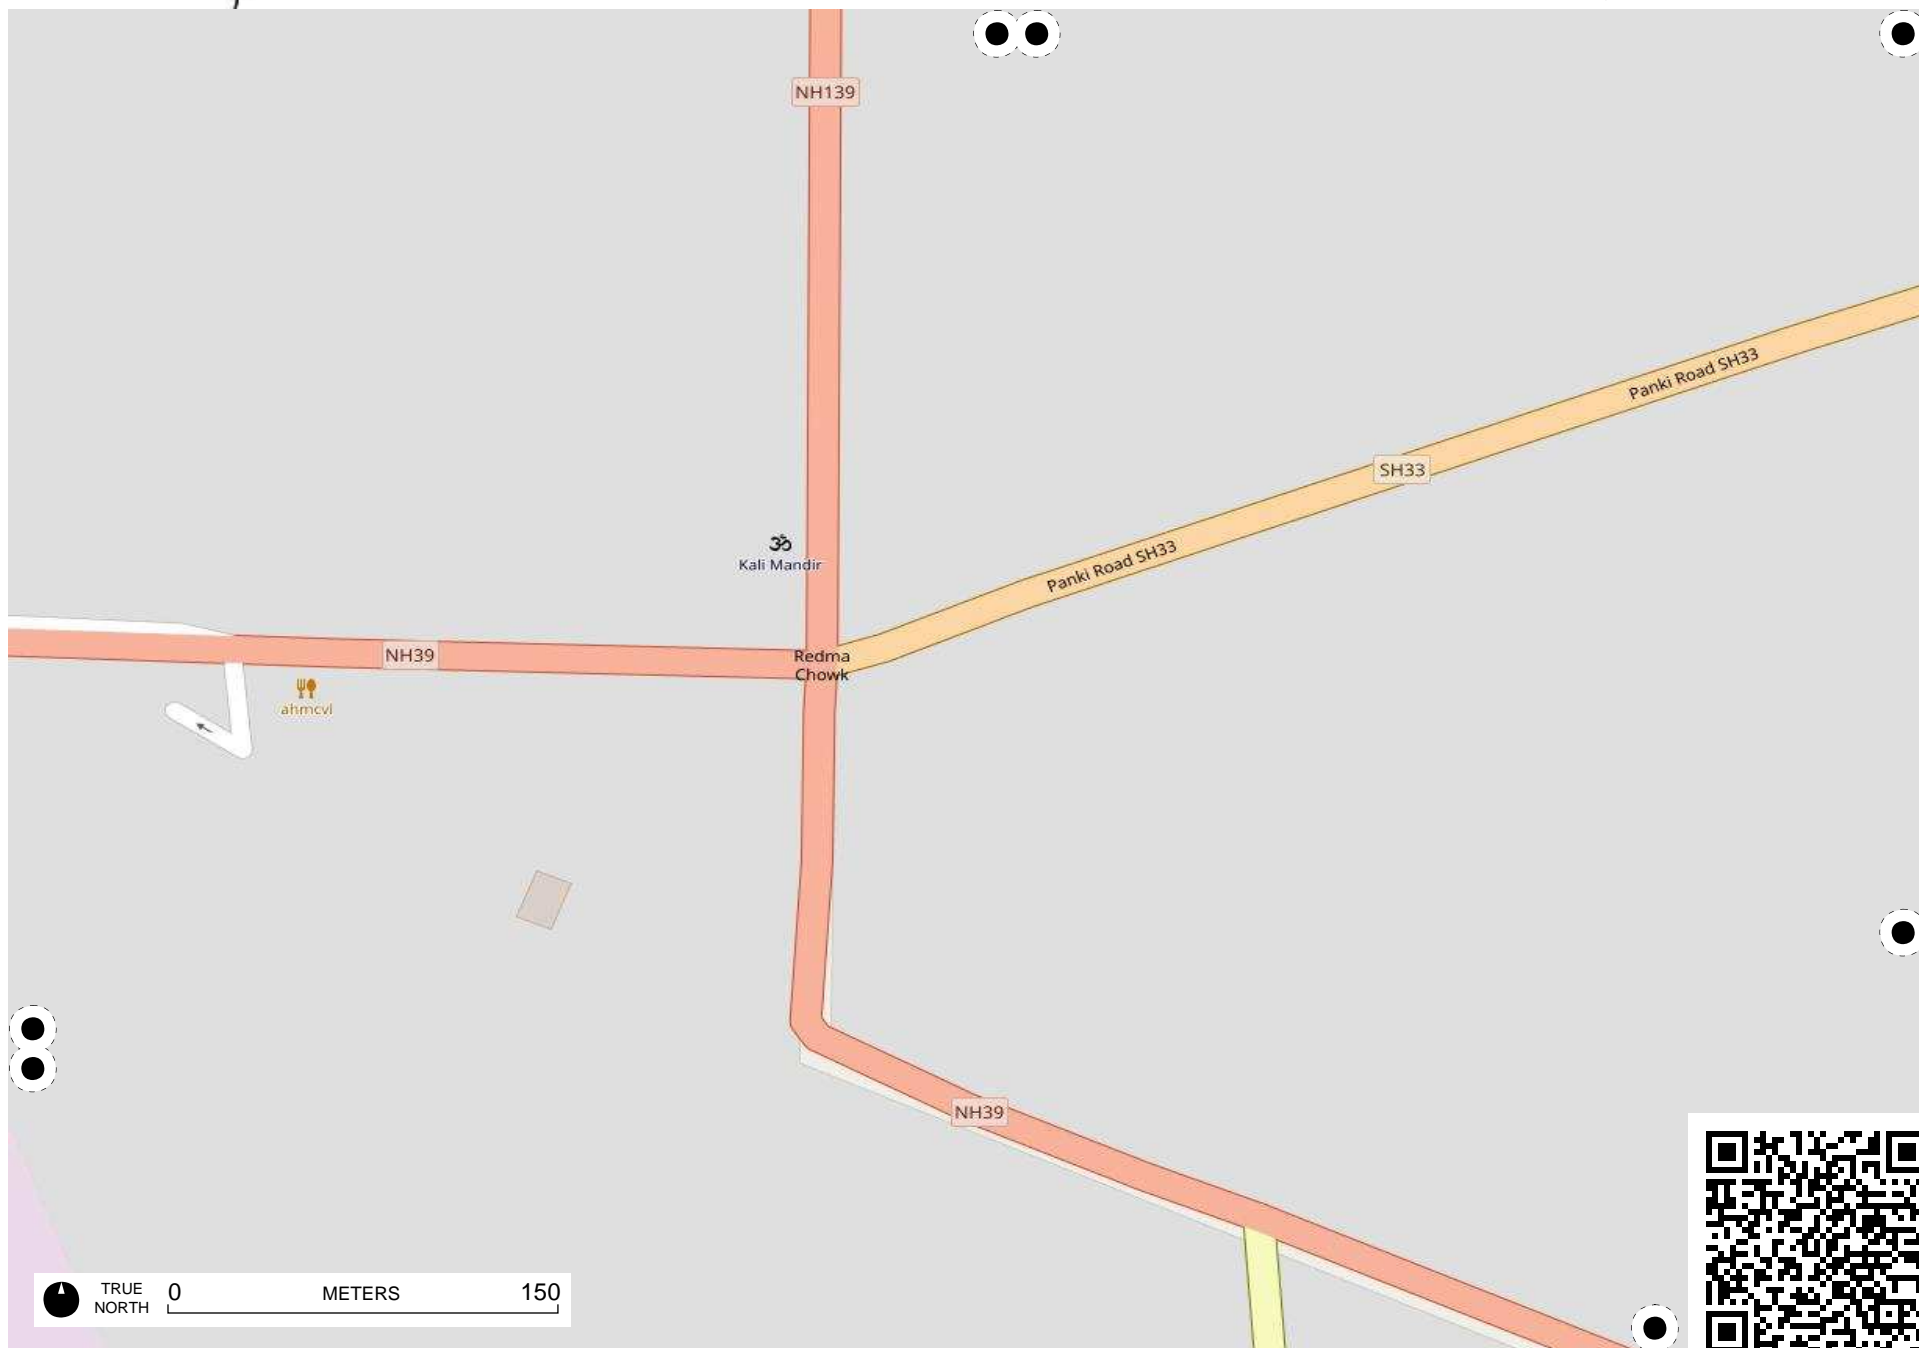 NH139
Panki Road SH33
SH33
Panki Road SH33
ॐ
Kali Mandir
NH39
Redma
Chowk
ahmcvl
NH39
TRUE
NORTH
0 METERS 150